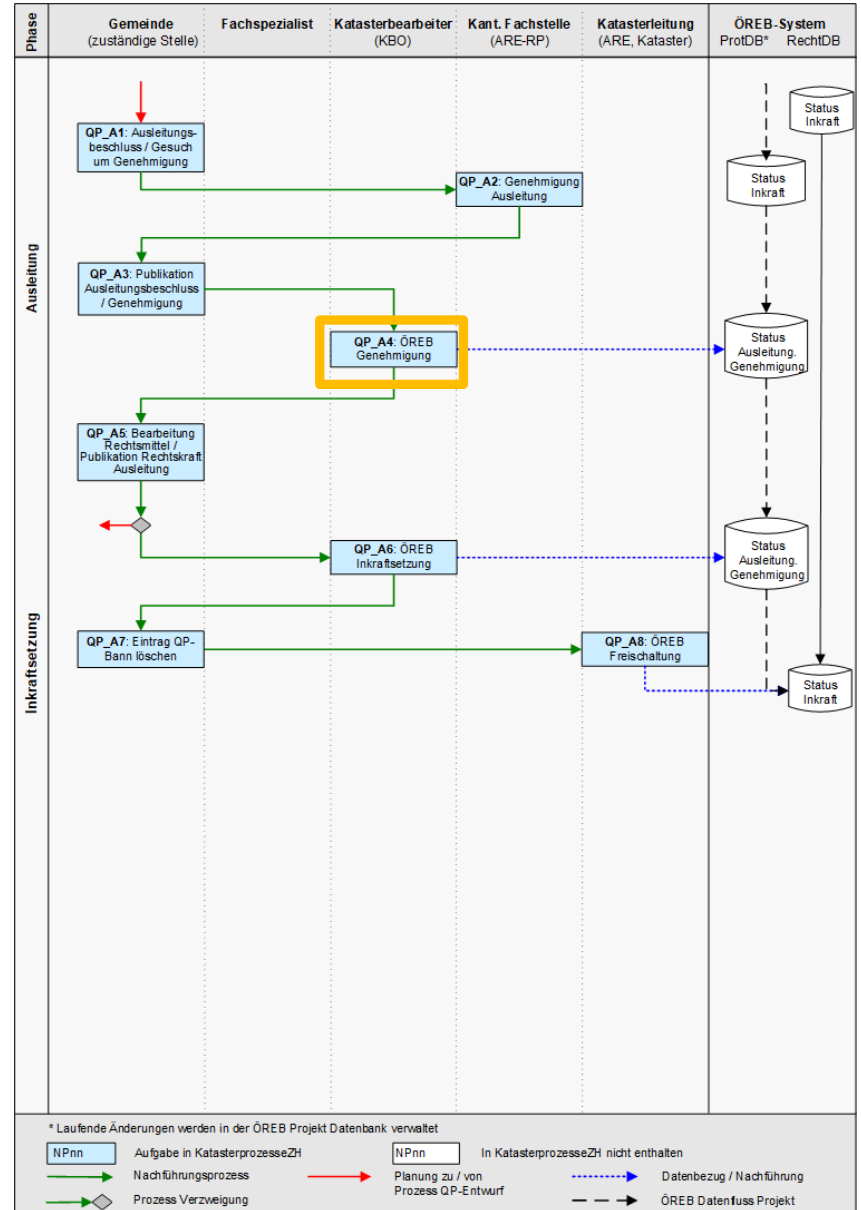 Phase
Gemeinde
(zuständige Stelle)
Fachspezialist
Katasterbearbeiter
(KBO)
Kant. Fachstelle
(ARE-RP)
Katasterleitung
(ARE, Kataster)
ÖREB-System
ProtDB* RechtDB
Ausleitung
Status
Inkraft
QP_A1: Ausleitungs-
beschluss / Gesuch
um Genehmigung
QP_A2: Genehmigung
Ausleitung
Status
Inkraft
QP_A3: Publikation
Ausleitungsbeschluss
/ Genehmigung
QP_A4: ÖREB
Genehmigung
Status
Ausleitung.
Genehmigung
QP_A5: Bearbeitung
Rechtsmittel /
Publikation Rechtskraft
Ausleitung
QP_A6: ÖREB
Inkraftsetzung
Status
Ausleitung.
Genehmigung
Inkraftsetzung
QP_A7: Eintrag QP-
Bann löschen
QP_A8: ÖREB
Freischaltung
Status
Inkraft
* Laufende Änderungen werden in der ÖREB Projekt Datenbank verwaltet
NPnn Aufgabe in KatasterprozesseZH
NPnn In KatasterprozesseZH nicht enthalten
Nachführungsprozess
Planung zu / von
Prozess QP-Entwurf
Datenbezug / Nachführung
Prozess Verzweigung
ÖREB Datenfluss Projekt